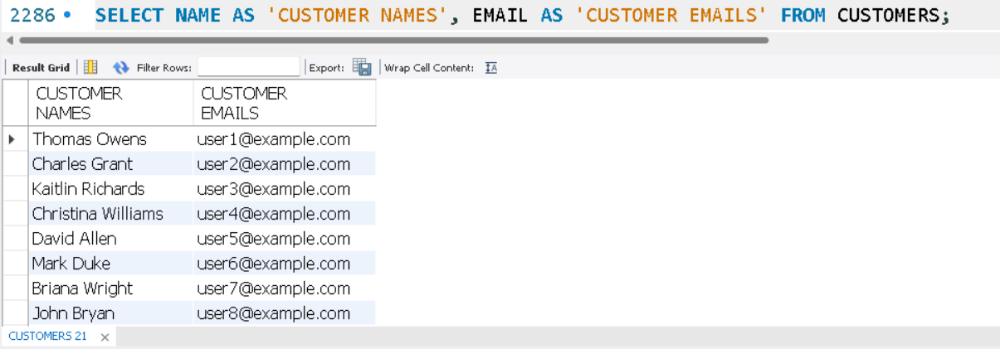 2286 SELECT NAME AS 'CUSTOMER NAMES', EMAIL AS 'CUSTOMER EMAILS' FROM CUSTOMERS;
Result Grid Filter Rows: Export: Wrap Cell Content: IA
CUSTOMER NAMES CUSTOMER EMAILS
Thomas Owens user1@example.com
Charles Grant user2@example.com
Kaitlin Richards user3@example.com
Christina Williams user4@example.com
David Allen user5@example.com
Mark Duke user6@example.com
Briana Wright user7@example.com
John Bryan user8@example.com
CUSTOMERS 21